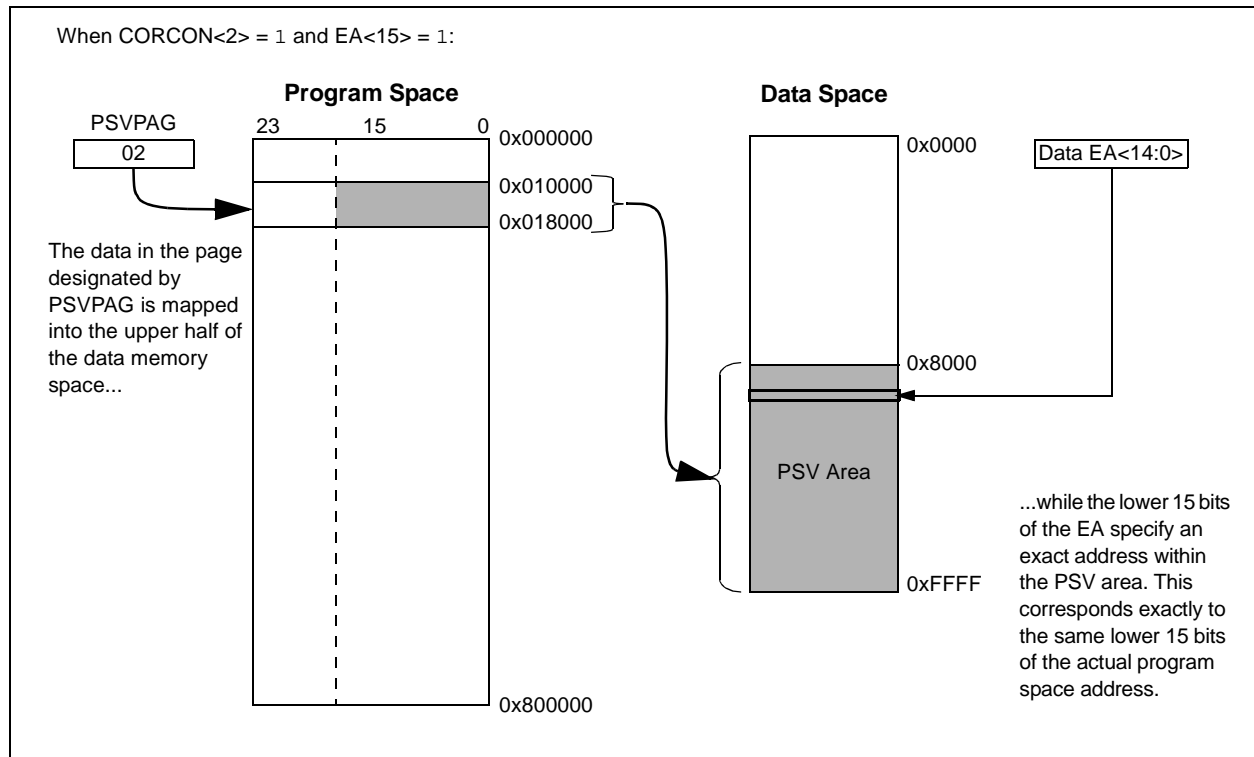 When CORCON<2> = 1 and EA<15> = 1:
Program Space
Data Space
PSVPAG
02
23
15
0
0x000000
0x010000
0x018000
0x800000
The data in the page
designated by
PSVPAG is mapped
into the upper half of
the data memory
space...
0x0000
0x8000
0xFFFF
PSV Area
Data EA<14:0>
...while the lower 15 bits
of the EA specify an
exact address within
the PSV area. This
corresponds exactly to
the same lower 15 bits
of the actual program
space address.